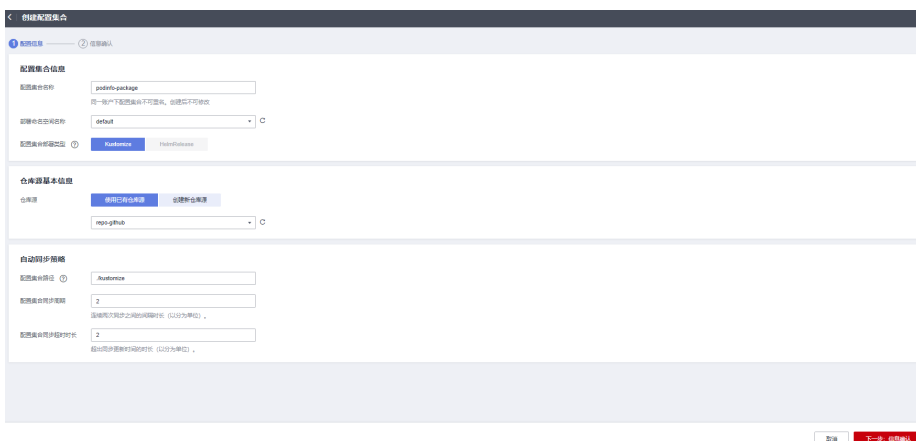 创建配置集合
1 配置信息 2 信息确认
配置集合信息
配置集合名称 podinfo-package
同一账户下配置集合不可重名，创建后不可修改
部署命名空间名称 default
配置集合部署类型 Kustomize HelmRelease
仓库源基本信息
仓库源 使用已有仓库源 创建新仓库源
repo-github
自动同步策略
配置集合路径 ./kustomize
配置集合同步周期 2
连续两次同步之间的间隔时长（以分为单位）。
配置集合同步超时时长 2
超出同步更新时间的时长（以分为单位）。
取消 下一步：信息确认